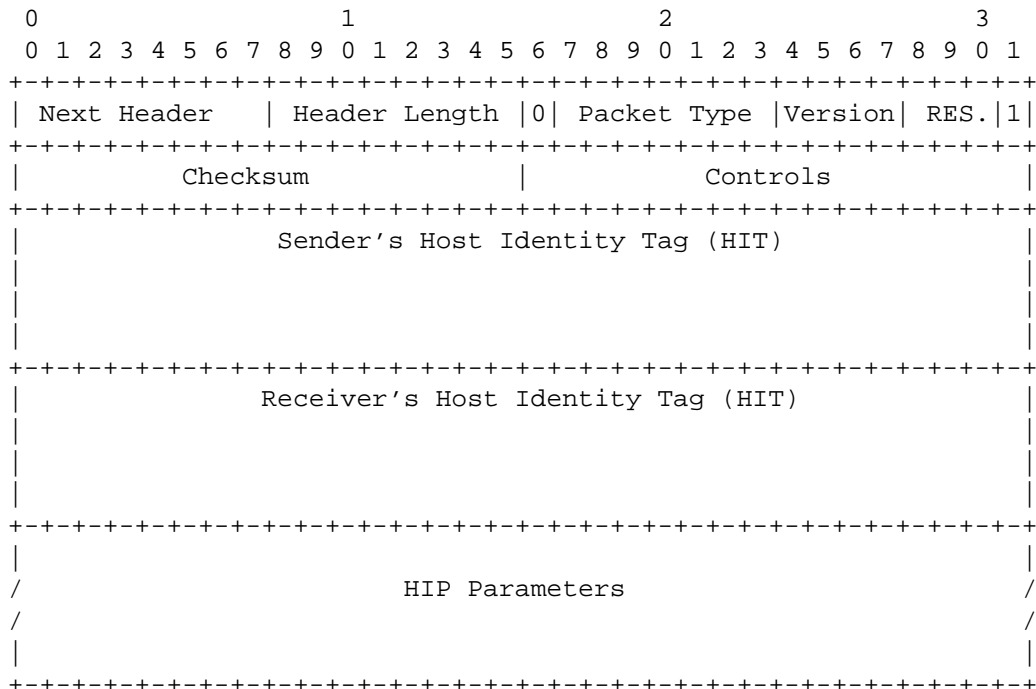 0                   1                   2                   3
0 1 2 3 4 5 6 7 8 9 0 1 2 3 4 5 6 7 8 9 0 1 2 3 4 5 6 7 8 9 0 1
+-+-+-+-+-+-+-+-+-+-+-+-+-+-+-+-+-+-+-+-+-+-+-+-+-+-+-+-+-+-+-+-+
| Next Header   | Header Length |0| Packet Type |Version| RES.|1|
+-+-+-+-+-+-+-+-+-+-+-+-+-+-+-+-+-+-+-+-+-+-+-+-+-+-+-+-+-+-+-+-+
|          Checksum             |           Controls            |
+-+-+-+-+-+-+-+-+-+-+-+-+-+-+-+-+-+-+-+-+-+-+-+-+-+-+-+-+-+-+-+-+
|                Sender’s Host Identity Tag (HIT)               |
|                                                               |
|                                                               |
|                                                               |
+-+-+-+-+-+-+-+-+-+-+-+-+-+-+-+-+-+-+-+-+-+-+-+-+-+-+-+-+-+-+-+-+
|               Receiver’s Host Identity Tag (HIT)              |
|                                                               |
|                                                               |
|                                                               |
+-+-+-+-+-+-+-+-+-+-+-+-+-+-+-+-+-+-+-+-+-+-+-+-+-+-+-+-+-+-+-+-+
|                                                               |
/                        HIP Parameters                         /
/                                                               /
|                                                               |
+-+-+-+-+-+-+-+-+-+-+-+-+-+-+-+-+-+-+-+-+-+-+-+-+-+-+-+-+-+-+-+-+